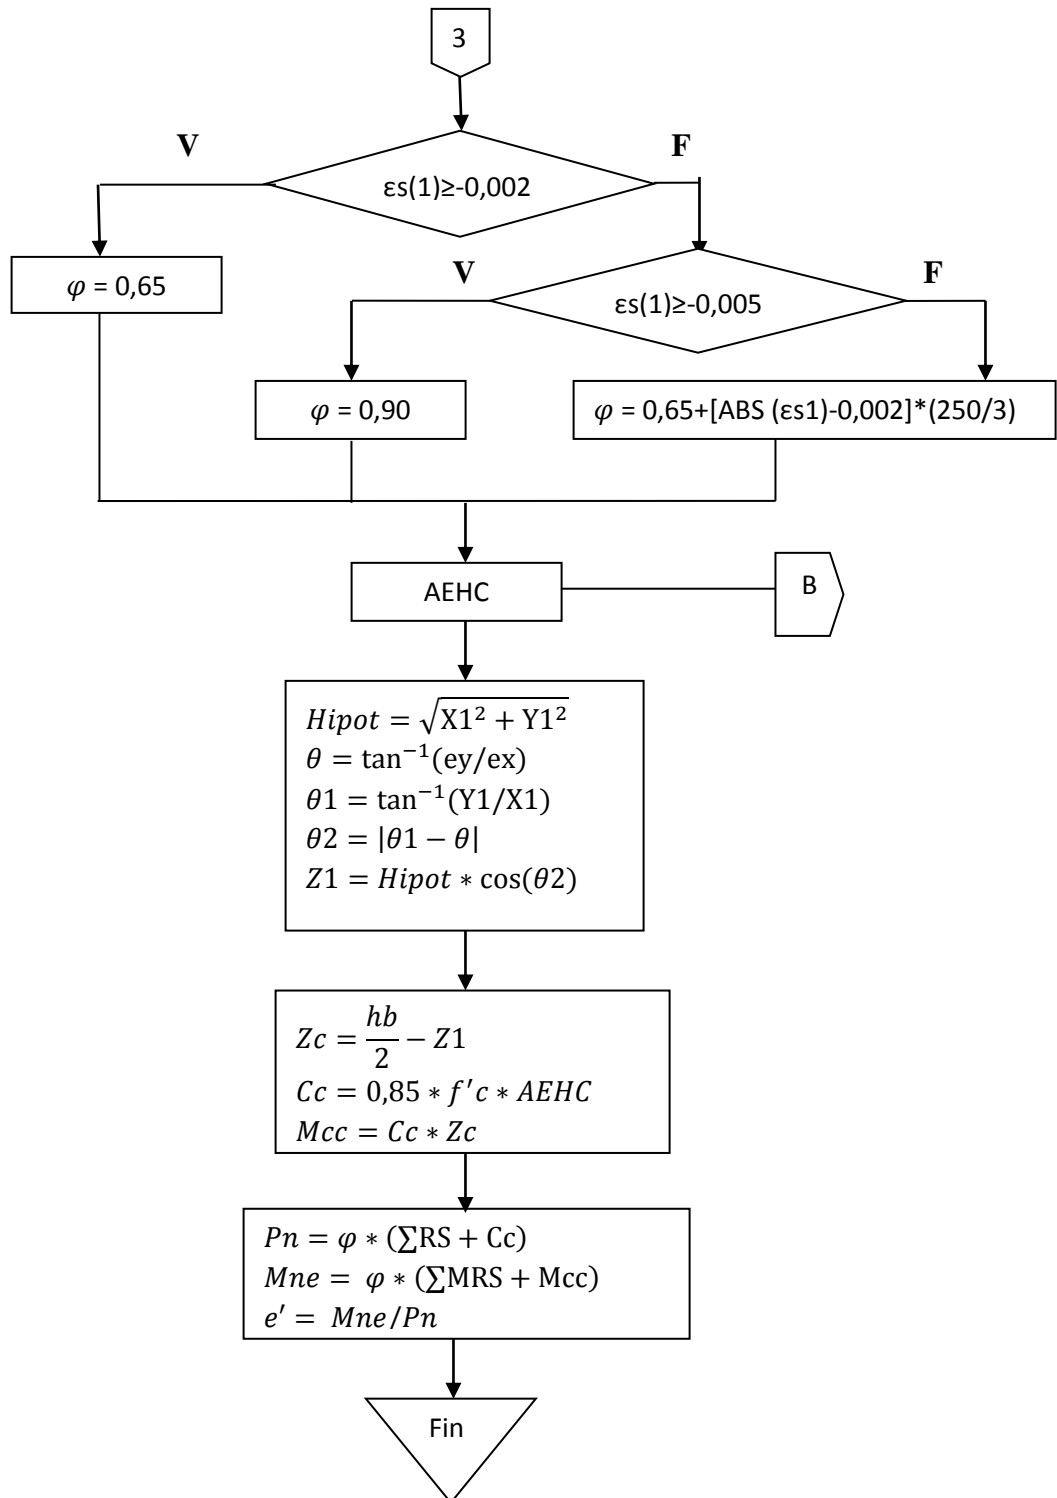 3
V
F
εs(1)≥-0,002
φ = 0,65
V
F
εs(1)≥-0,005
φ = 0,90
φ = 0,65+[ABS (εs1)-0,002]*(250/3)
AEHC
B
Hipot = √X1² + Y1²
θ = tan⁻¹(ey/ex)
θ1 = tan⁻¹(Y1/X1)
θ2 = |θ1 − θ|
Z1 = Hipot ∗ cos(θ2)
Zc = hb/2 − Z1
Cc = 0,85 ∗ f′c ∗ AEHC
Mcc = Cc ∗ Zc
Pn = φ ∗ (∑RS + Cc)
Mne = φ ∗ (∑MRS + Mcc)
e′ = Mne/Pn
Fin